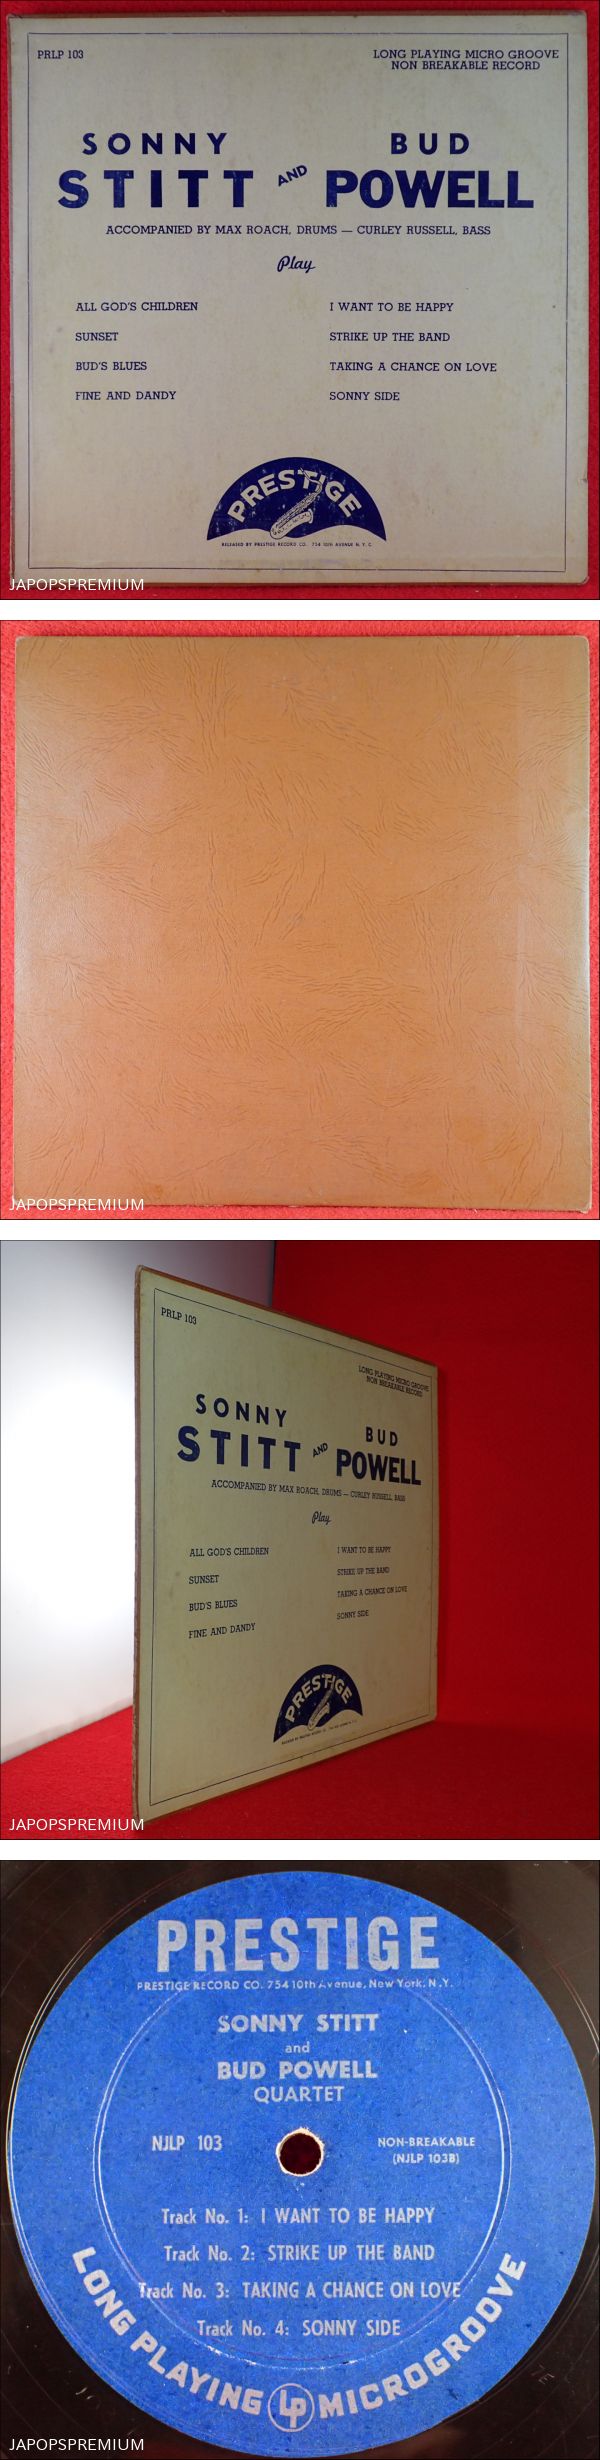 PRLP 103
LONG PLAYING MICRO GROOVE
NON BREAKABLE RECORD
SONNY
STITT
AND
BUD
POWELL
ACCOMPANIED BY MAX ROACH, DRUMS — CURLEY RUSSELL, BASS
Play
ALL GOD'S CHILDREN
SUNSET
BUD'S BLUES
FINE AND DANDY
I WANT TO BE HAPPY
STRIKE UP THE BAND
TAKING A CHANCE ON LOVE
SONNY SIDE
PRESTIGE
RELEASED BY PRESTIGE RECORD CO. 754 10TH AVENUE N. Y. C.
JAPOPSPREMIUM
JAPOPSPREMIUM
PRLP 103
LONG PLAYING MICRO GROOVE
NON BREAKABLE RECORD
SONNY
STITT
AND
BUD
POWELL
ACCOMPANIED BY MAX ROACH, DRUMS — CURLEY RUSSELL, BASS
Play
ALL GOD'S CHILDREN
SUNSET
BUD'S BLUES
FINE AND DANDY
I WANT TO BE HAPPY
STRIKE UP THE BAND
TAKING A CHANCE ON LOVE
SONNY SIDE
PRESTIGE
JAPOPSPREMIUM
PRESTIGE
PRESTIGE RECORD CO. 754 10th Avenue, New York, N.Y.
SONNY STITT
and
BUD POWELL
QUARTET
NJLP 103
NON-BREAKABLE
(NJLP 103B)
Track No. 1: I WANT TO BE HAPPY
Track No. 2: STRIKE UP THE BAND
Track No. 3: TAKING A CHANCE ON LOVE
Track No. 4: SONNY SIDE
LONG PLAYING LP MICROGROOVE
JAPOPSPREMIUM